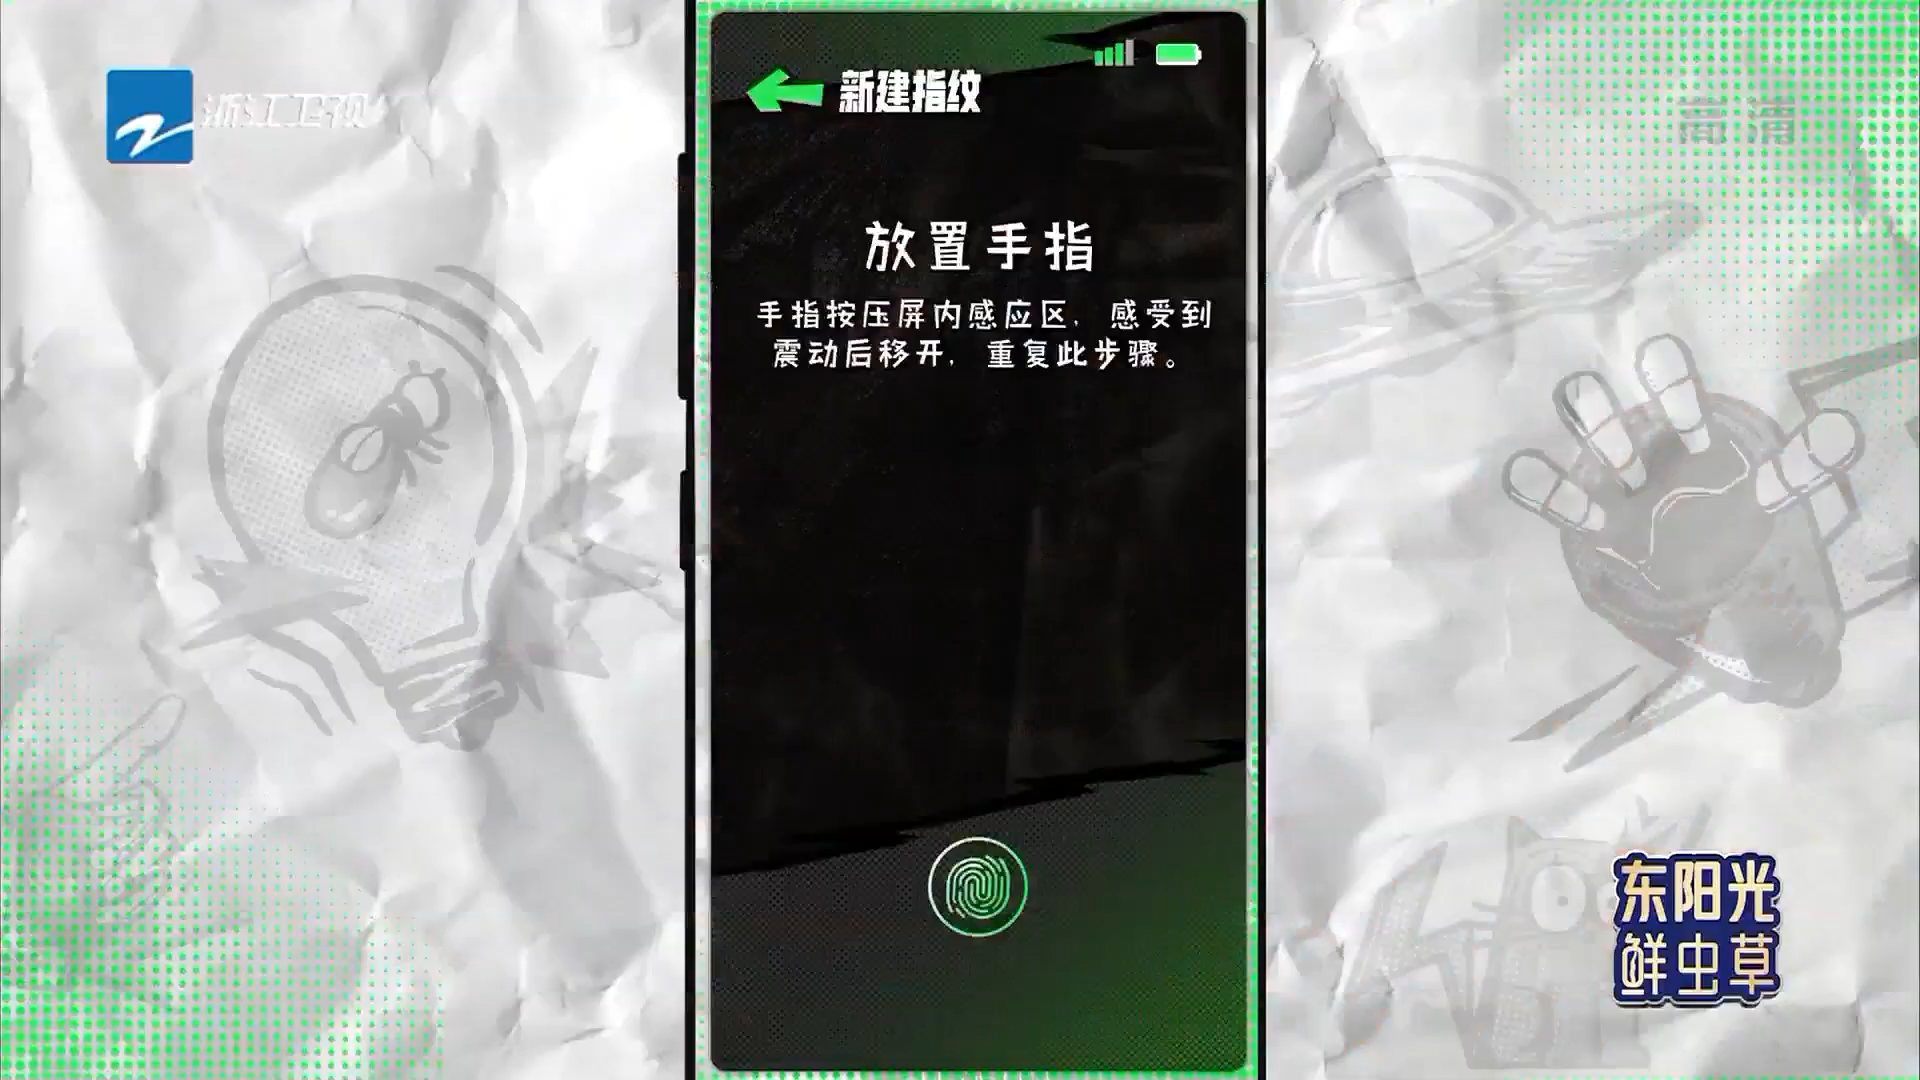 浙江卫视
高清
新建指纹
放置手指
手指按压屏内感应区，感受到
震动后移开，重复此步骤。
东阳光
鲜虫草